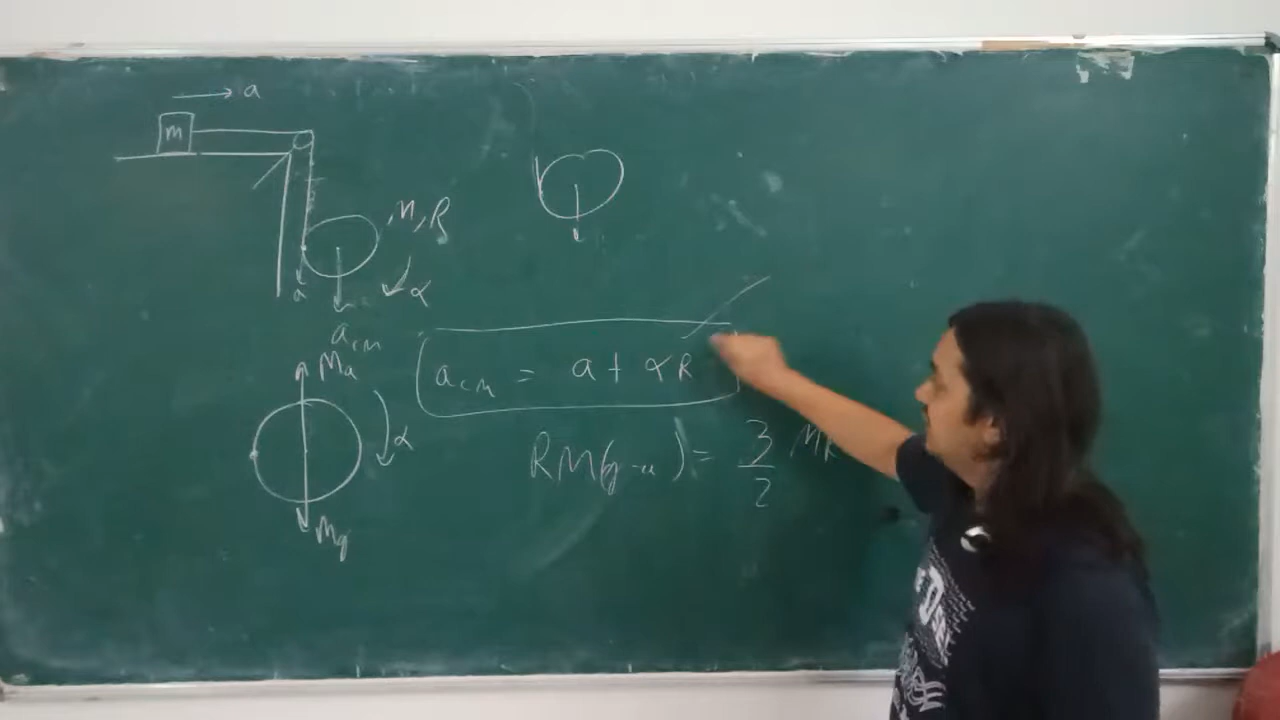 → a
m
M, R
a
α
a_cm
Ma
a_cm = a + αR
α
RM(g-a) = 3/2 MR
Mg